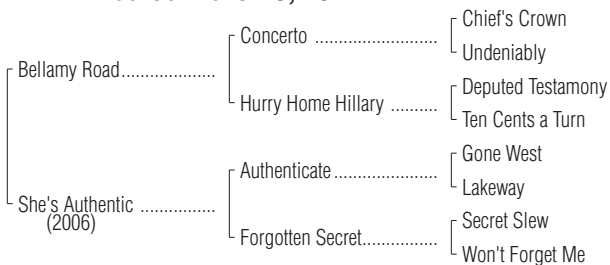 Chief's Crown
Concerto ........................
Undeniably
Bellamy Road...................
Deputed Testamony
Hurry Home Hillary ..........
Ten Cents a Turn
Gone West
Authenticate.....................
Lakeway
She's Authentic ...............
(2006)
Secret Slew
Forgotten Secret...............
Won't Forget Me